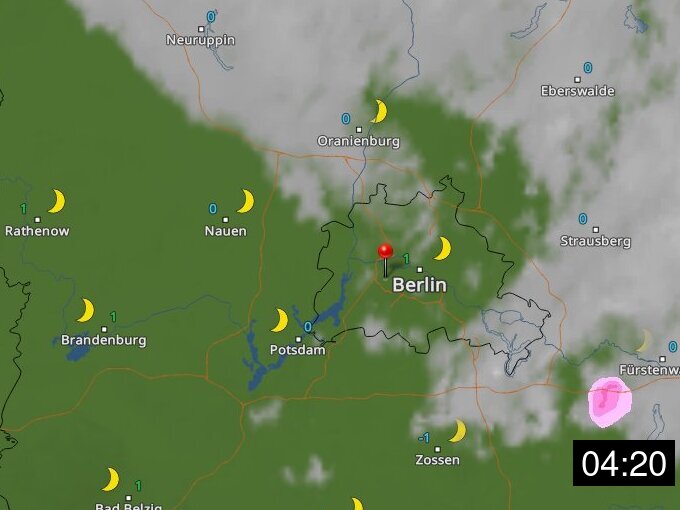 0
Neuruppin
0
Eberswalde
0
Oranienburg
1
Rathenow
0
Nauen
0
Strausberg
1
Berlin
1
Brandenburg
0
Potsdam
0
Fürstenwa
-1
Zossen
04:20
1
Bad Belzig